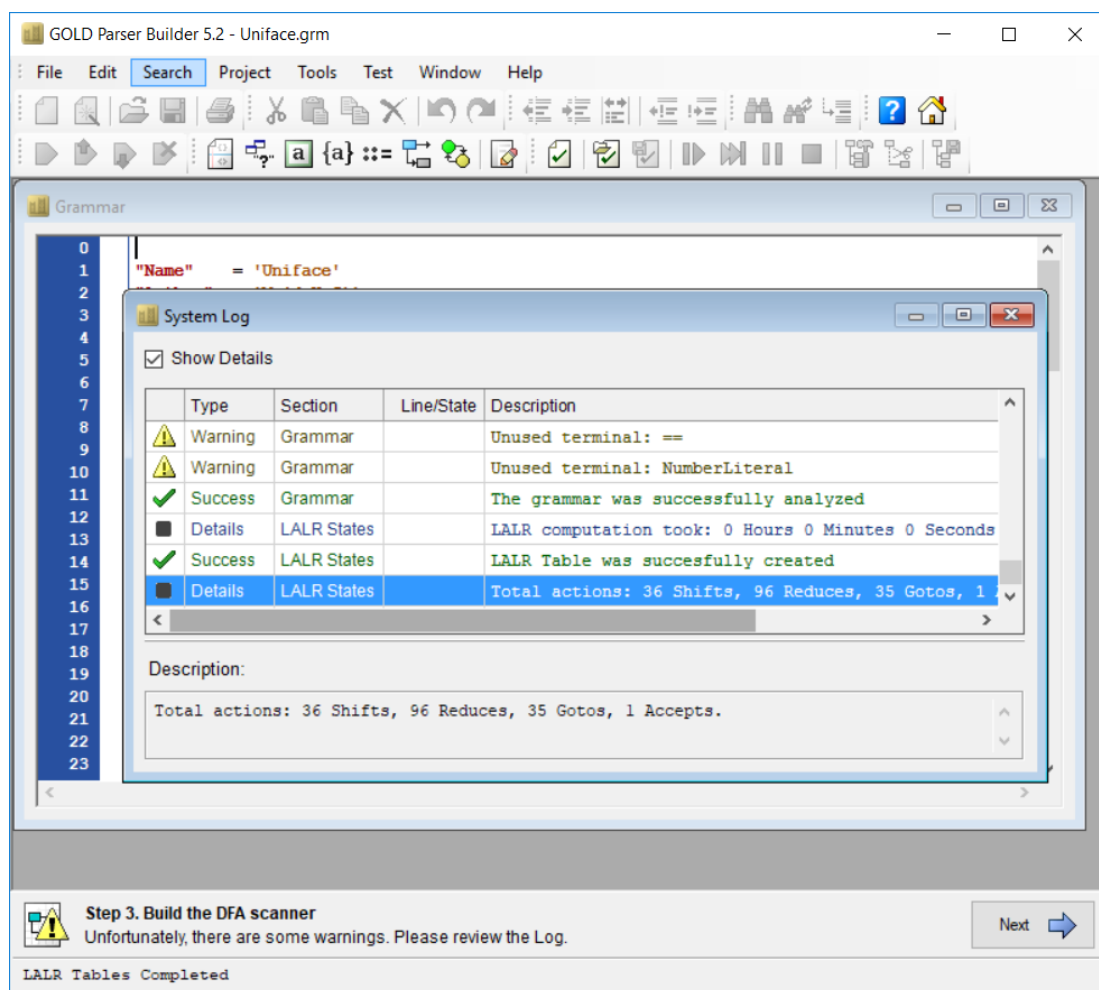 GOLD Parser Builder 5.2 - Uniface.grm
File Edit Search Project Tools Test Window Help
? a {a} ::=
Grammar
0
1 "Name" = 'Uniface'
2
3
4
5
6
7
8
9
10
11
12
13
14
15
16
17
18
19
20
21
22
23
System Log
Show Details
Type Section Line/State Description
Warning Grammar Unused terminal: ==
Warning Grammar Unused terminal: NumberLiteral
Success Grammar The grammar was successfully analyzed
Details LALR States LALR computation took: 0 Hours 0 Minutes 0 Seconds
Success LALR States LALR Table was succesfully created
Details LALR States Total actions: 36 Shifts, 96 Reduces, 35 Gotos, 1
Description:
Total actions: 36 Shifts, 96 Reduces, 35 Gotos, 1 Accepts.
Step 3. Build the DFA scanner
Unfortunately, there are some warnings. Please review the Log.
Next
LALR Tables Completed